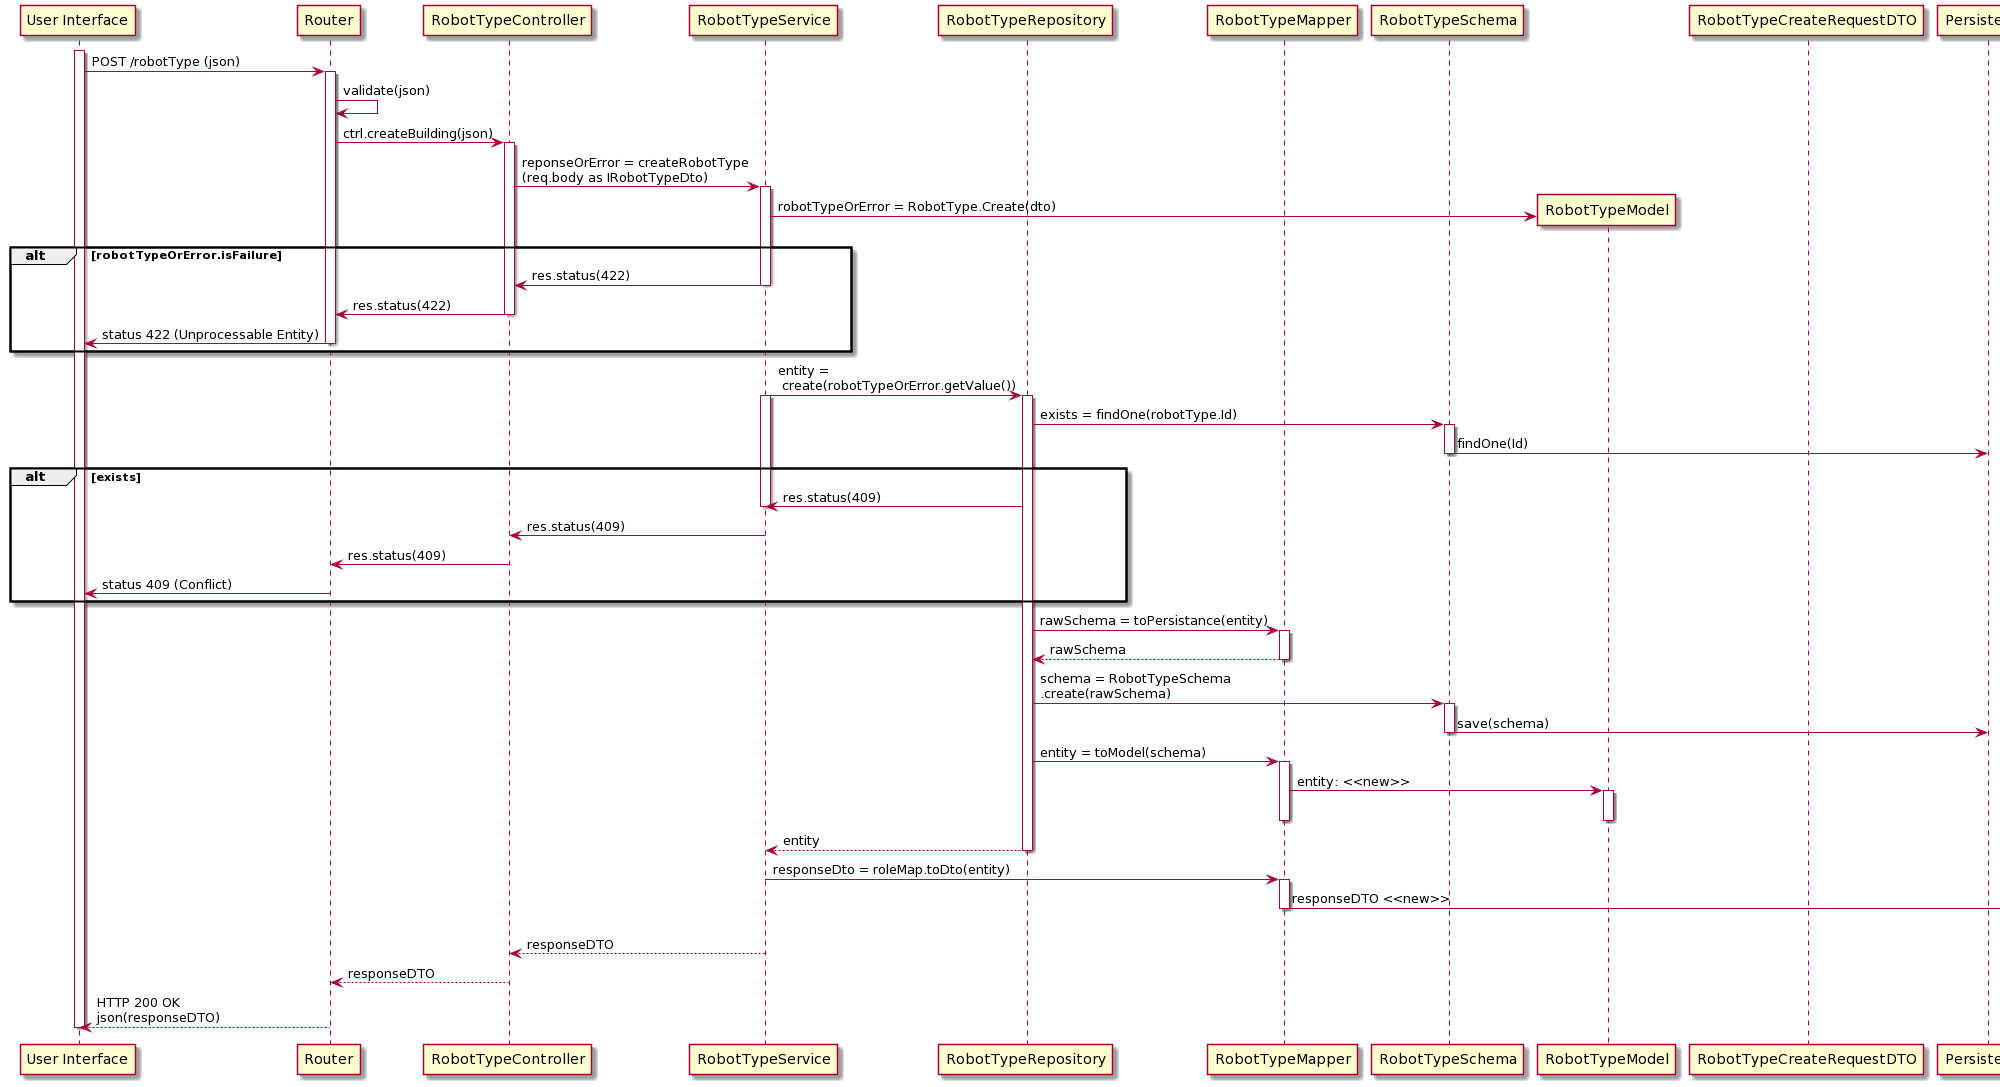 User Interface
Router
RobotTypeController
RobotTypeService
RobotTypeRepository
RobotTypeMapper
RobotTypeSchema
RobotTypeCreateRequestDTO
Persiste
POST /robotType (json)
validate(json)
ctrl.createBuilding(json)
reponseOrError = createRobotType
(req.body as IRobotTypeDto)
robotTypeOrError = RobotType.Create(dto)
RobotTypeModel
alt
[robotTypeOrError.isFailure]
res.status(422)
res.status(422)
status 422 (Unprocessable Entity)
entity =
create(robotTypeOrError.getValue())
exists = findOne(robotType.Id)
findOne(Id)
alt
[exists]
res.status(409)
res.status(409)
res.status(409)
status 409 (Conflict)
rawSchema = toPersistance(entity)
rawSchema
schema = RobotTypeSchema
.create(rawSchema)
save(schema)
entity = toModel(schema)
entity: <<new>>
entity
responseDto = roleMap.toDto(entity)
responseDTO <<new>>
responseDTO
responseDTO
HTTP 200 OK
json(responseDTO)
User Interface
Router
RobotTypeController
RobotTypeService
RobotTypeRepository
RobotTypeMapper
RobotTypeSchema
RobotTypeModel
RobotTypeCreateRequestDTO
Persiste